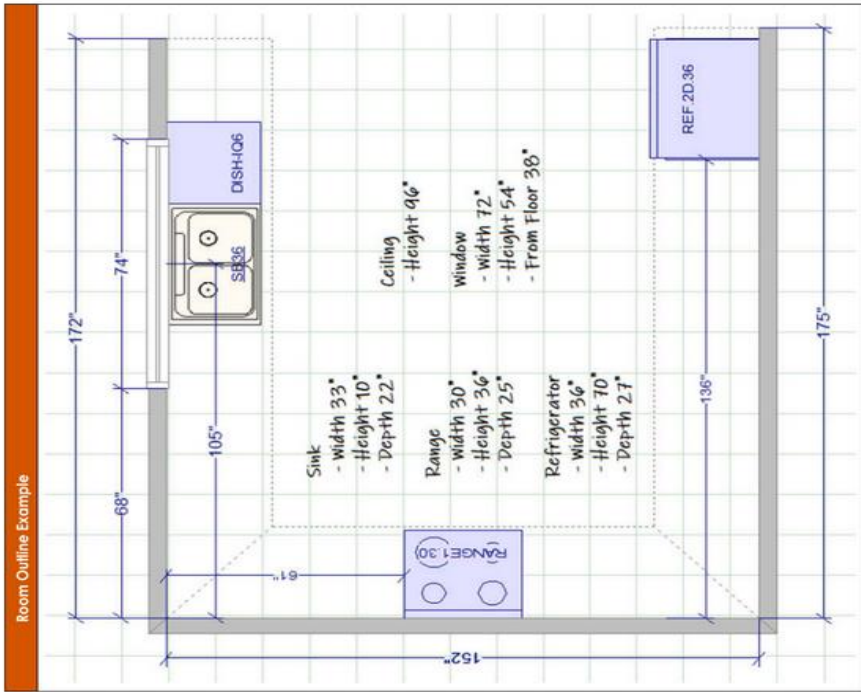 Room Outline Example
172"
74"
68"
105"
DISH-IQ6
SB36
REF.2D.36
Ceiling
- Height 96"
Window
- Width 72"
- Height 54"
- From Floor 38"
Sink
- Width 33"
- Height 10"
- Depth 22"
Range
- Width 30"
- Height 36"
- Depth 25"
Refrigerator
- Width 36"
- Height 70"
- Depth 27"
RANGE1.30
61"
136"
175"
152"